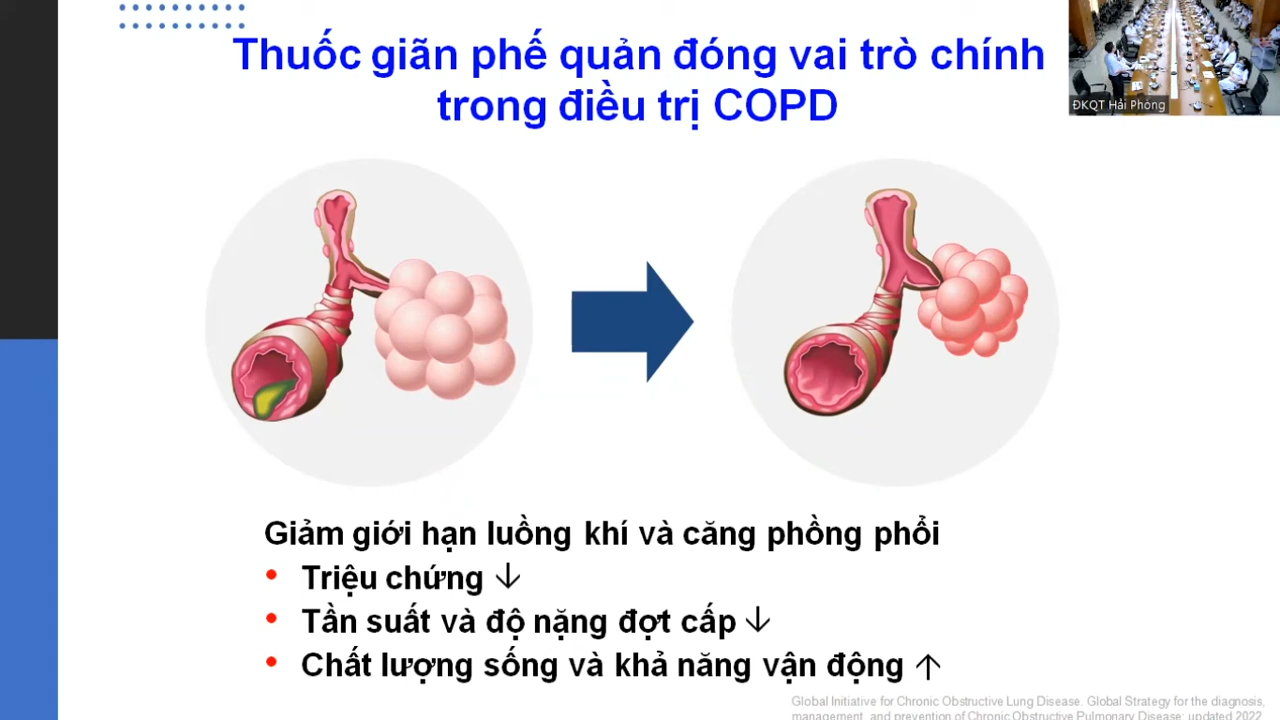 Thuốc giãn phế quản đóng vai trò chính
trong điều trị COPD
ĐKQT Hải Phòng
Giảm giới hạn luồng khí và căng phồng phổi
• Triệu chứng ↓
• Tần suất và độ nặng đợt cấp ↓
• Chất lượng sống và khả năng vận động ↑
Global Initiative for Chronic Obstructive Lung Disease. Global Strategy for the diagnosis,
management, and prevention of Chronic Obstructive Pulmonary Disease: updated 2022